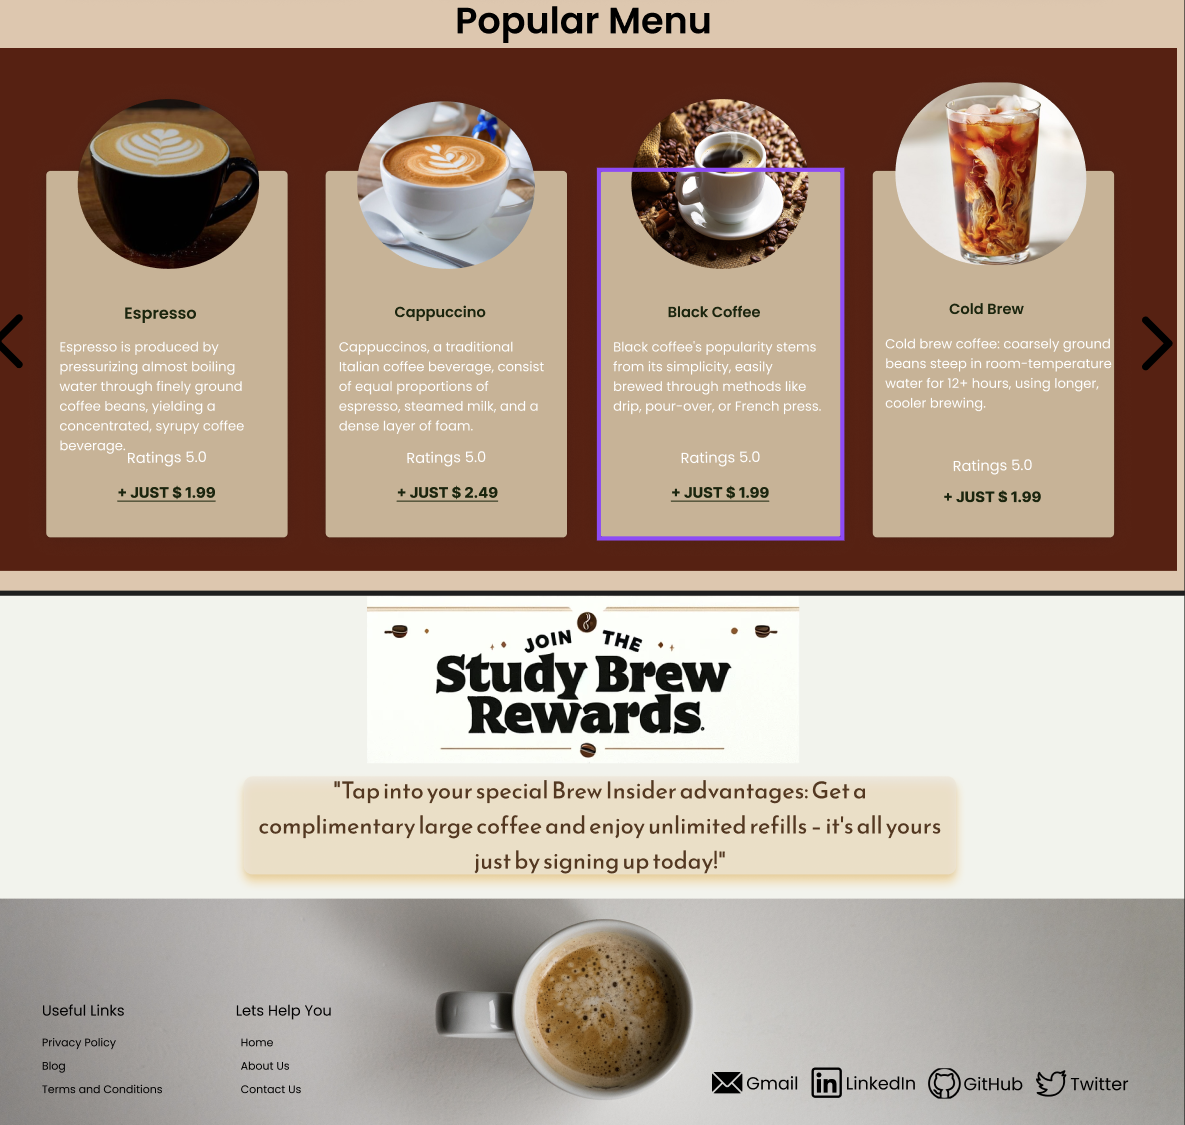 Popular Menu
Espresso
Espresso is produced by
pressurizing almost boiling
water through finely ground
coffee beans, yielding a
concentrated, syrupy coffee
beverage.
Ratings 5.0
+ JUST $ 1.99
Cappuccino
Cappuccinos, a traditional
Italian coffee beverage, consist
of equal proportions of
espresso, steamed milk, and a
dense layer of foam.
Ratings 5.0
+ JUST $ 2.49
Black Coffee
Black coffee's popularity stems
from its simplicity, easily
brewed through methods like
drip, pour-over, or French press.
Ratings 5.0
+ JUST $ 1.99
Cold Brew
Cold brew coffee: coarsely ground
beans steep in room-temperature
water for 12+ hours, using longer,
cooler brewing.
Ratings 5.0
+ JUST $ 1.99
JOIN THE
Study Brew
Rewards.
"Tap into your special Brew Insider advantages: Get a
complimentary large coffee and enjoy unlimited refills - it's all yours
just by signing up today!"
Useful Links
Privacy Policy
Blog
Terms and Conditions
Lets Help You
Home
About Us
Contact Us
Gmail
in LinkedIn
GitHub
Twitter